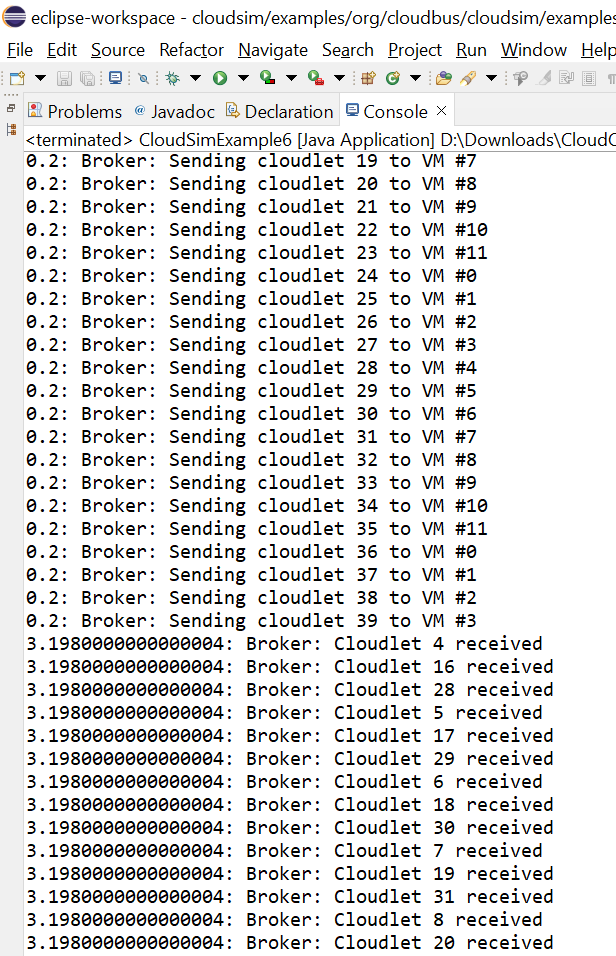 eclipse-workspace - cloudsim/examples/org/cloudbus/cloudsim/examples
File Edit Source Refactor Navigate Search Project Run Window Help
Problems @ Javadoc Declaration Console
<terminated> CloudSimExample6 [Java Application] D:\Downloads\CloudC
0.2: Broker: Sending cloudlet 19 to VM #7
0.2: Broker: Sending cloudlet 20 to VM #8
0.2: Broker: Sending cloudlet 21 to VM #9
0.2: Broker: Sending cloudlet 22 to VM #10
0.2: Broker: Sending cloudlet 23 to VM #11
0.2: Broker: Sending cloudlet 24 to VM #0
0.2: Broker: Sending cloudlet 25 to VM #1
0.2: Broker: Sending cloudlet 26 to VM #2
0.2: Broker: Sending cloudlet 27 to VM #3
0.2: Broker: Sending cloudlet 28 to VM #4
0.2: Broker: Sending cloudlet 29 to VM #5
0.2: Broker: Sending cloudlet 30 to VM #6
0.2: Broker: Sending cloudlet 31 to VM #7
0.2: Broker: Sending cloudlet 32 to VM #8
0.2: Broker: Sending cloudlet 33 to VM #9
0.2: Broker: Sending cloudlet 34 to VM #10
0.2: Broker: Sending cloudlet 35 to VM #11
0.2: Broker: Sending cloudlet 36 to VM #0
0.2: Broker: Sending cloudlet 37 to VM #1
0.2: Broker: Sending cloudlet 38 to VM #2
0.2: Broker: Sending cloudlet 39 to VM #3
3.1980000000000004: Broker: Cloudlet 4 received
3.1980000000000004: Broker: Cloudlet 16 received
3.1980000000000004: Broker: Cloudlet 28 received
3.1980000000000004: Broker: Cloudlet 5 received
3.1980000000000004: Broker: Cloudlet 17 received
3.1980000000000004: Broker: Cloudlet 29 received
3.1980000000000004: Broker: Cloudlet 6 received
3.1980000000000004: Broker: Cloudlet 18 received
3.1980000000000004: Broker: Cloudlet 30 received
3.1980000000000004: Broker: Cloudlet 7 received
3.1980000000000004: Broker: Cloudlet 19 received
3.1980000000000004: Broker: Cloudlet 31 received
3.1980000000000004: Broker: Cloudlet 8 received
3.1980000000000004: Broker: Cloudlet 20 received